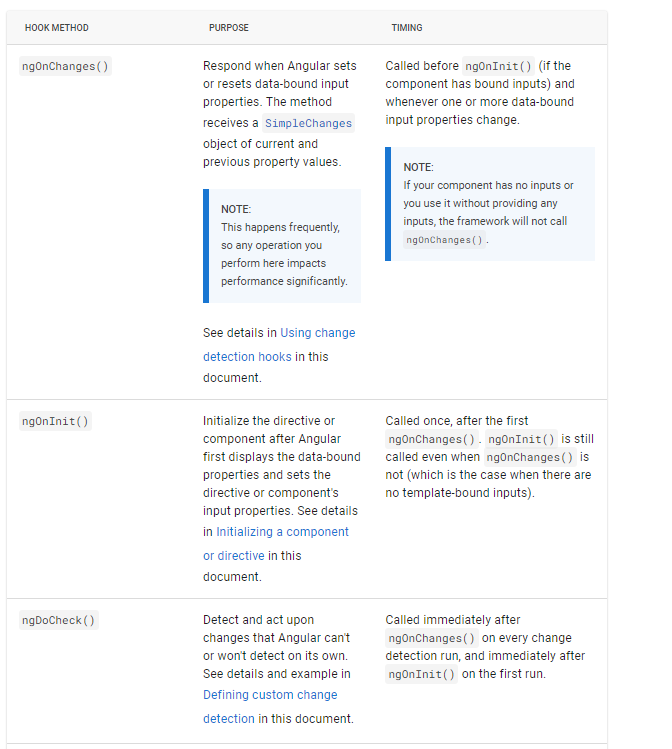 HOOK METHOD PURPOSE TIMING
ngOnChanges()
Respond when Angular sets
or resets data-bound input
properties. The method
receives a SimpleChanges
object of current and
previous property values.
NOTE:
This happens frequently,
so any operation you
perform here impacts
performance significantly.
See details in Using change
detection hooks in this
document.
Called before ngOnInit() (if the
component has bound inputs) and
whenever one or more data-bound
input properties change.
NOTE:
If your component has no inputs or
you use it without providing any
inputs, the framework will not call
ngOnChanges().
ngOnInit()
Initialize the directive or
component after Angular
first displays the data-bound
properties and sets the
directive or component's
input properties. See details
in Initializing a component
or directive in this
document.
Called once, after the first
ngOnChanges(). ngOnInit() is still
called even when ngOnChanges() is
not (which is the case when there are
no template-bound inputs).
ngDoCheck()
Detect and act upon
changes that Angular can't
or won't detect on its own.
See details and example in
Defining custom change
detection in this document.
Called immediately after
ngOnChanges() on every change
detection run, and immediately after
ngOnInit() on the first run.